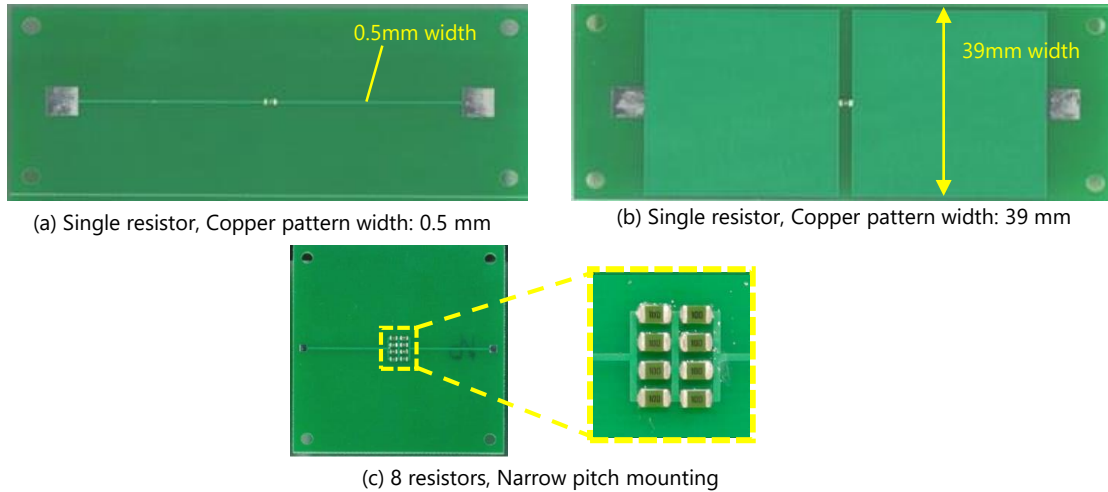 0.5mm width
39mm width
(a) Single resistor, Copper pattern width: 0.5 mm
(b) Single resistor, Copper pattern width: 39 mm
(c) 8 resistors, Narrow pitch mounting